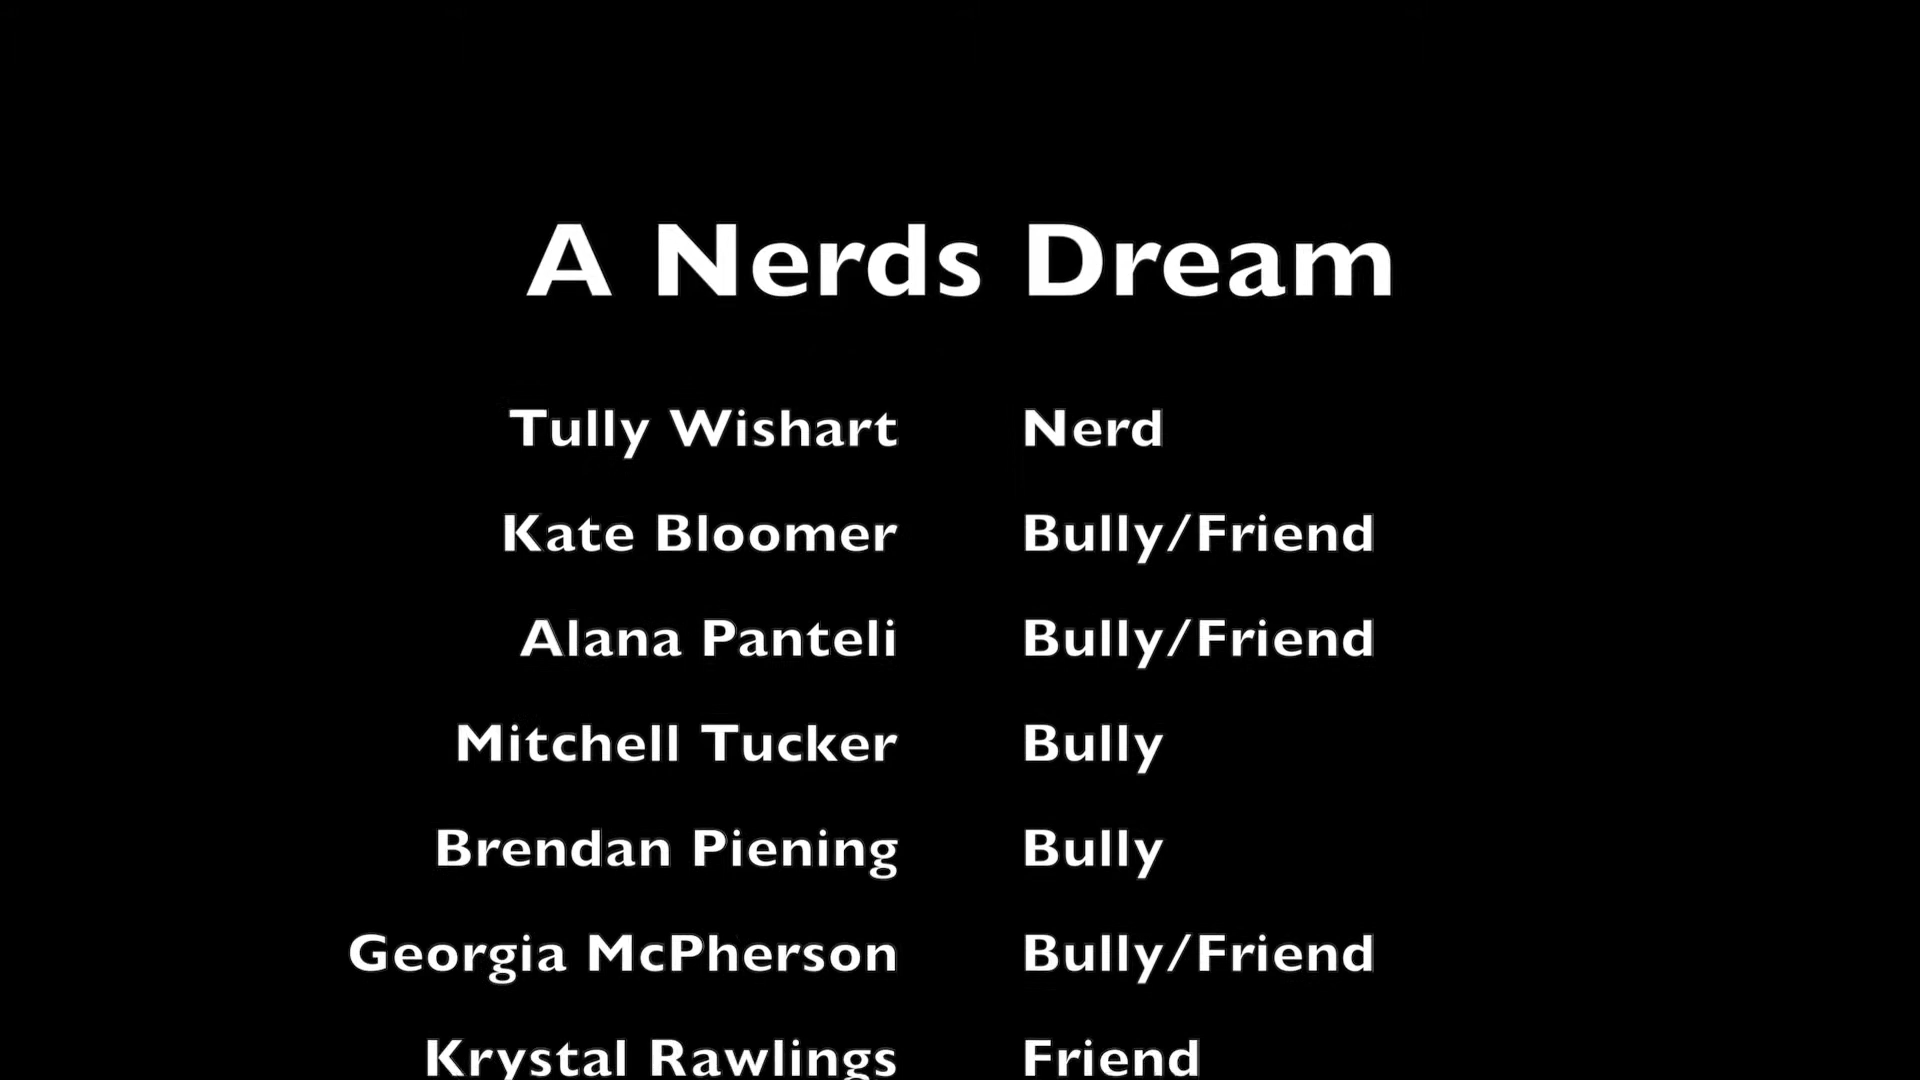 A Nerds Dream
Tully Wishart Nerd
Kate Bloomer Bully/Friend
Alana Panteli Bully/Friend
Mitchell Tucker Bully
Brendan Piening Bully
Georgia McPherson Bully/Friend
Krystal Rawlings Friend